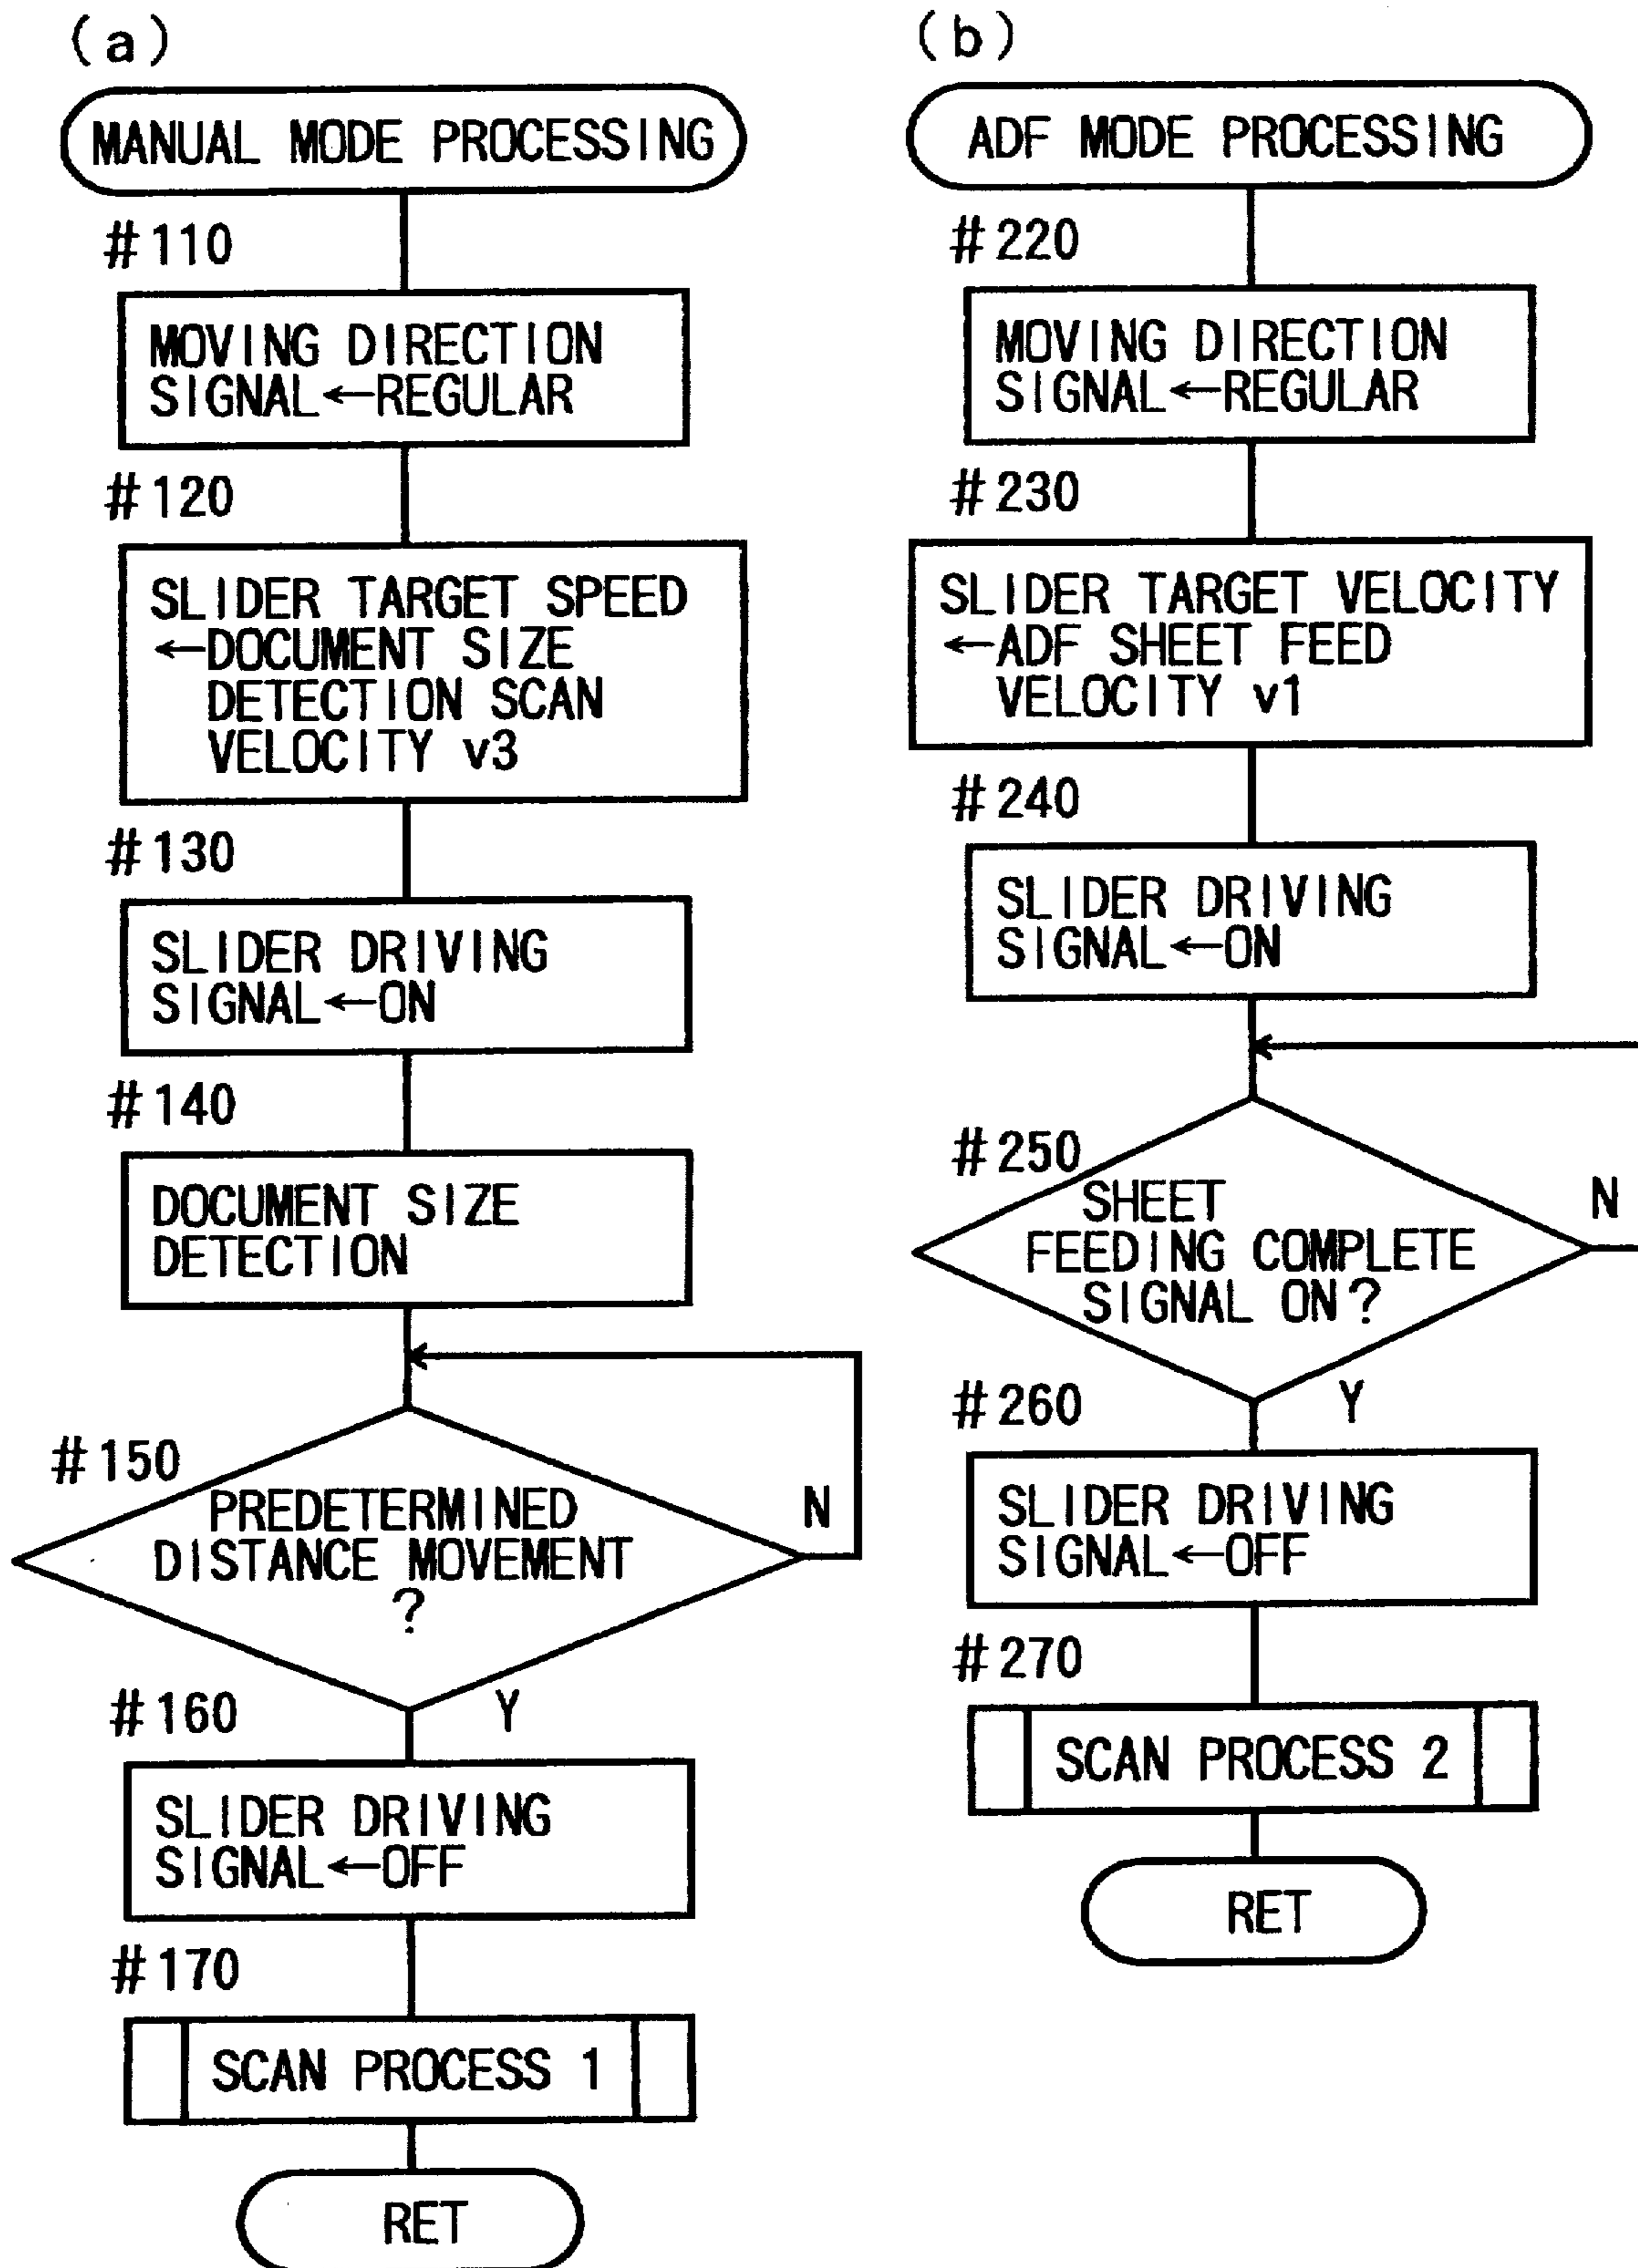 (a)
MANUAL MODE PROCESSING
#110
MOVING DIRECTION
SIGNAL←REGULAR
#120
SLIDER TARGET SPEED
←DOCUMENT SIZE
DETECTION SCAN
VELOCITY v3
#130
SLIDER DRIVING
SIGNAL←ON
#140
DOCUMENT SIZE
DETECTION
#150
PREDETERMINED
DISTANCE MOVEMENT
?
N
Y
#160
SLIDER DRIVING
SIGNAL←OFF
#170
SCAN PROCESS 1
RET
(b)
ADF MODE PROCESSING
#220
MOVING DIRECTION
SIGNAL←REGULAR
#230
SLIDER TARGET VELOCITY
←ADF SHEET FEED
VELOCITY v1
#240
SLIDER DRIVING
SIGNAL←ON
#250
SHEET
FEEDING COMPLETE
SIGNAL ON?
N
Y
#260
SLIDER DRIVING
SIGNAL←OFF
#270
SCAN PROCESS 2
RET